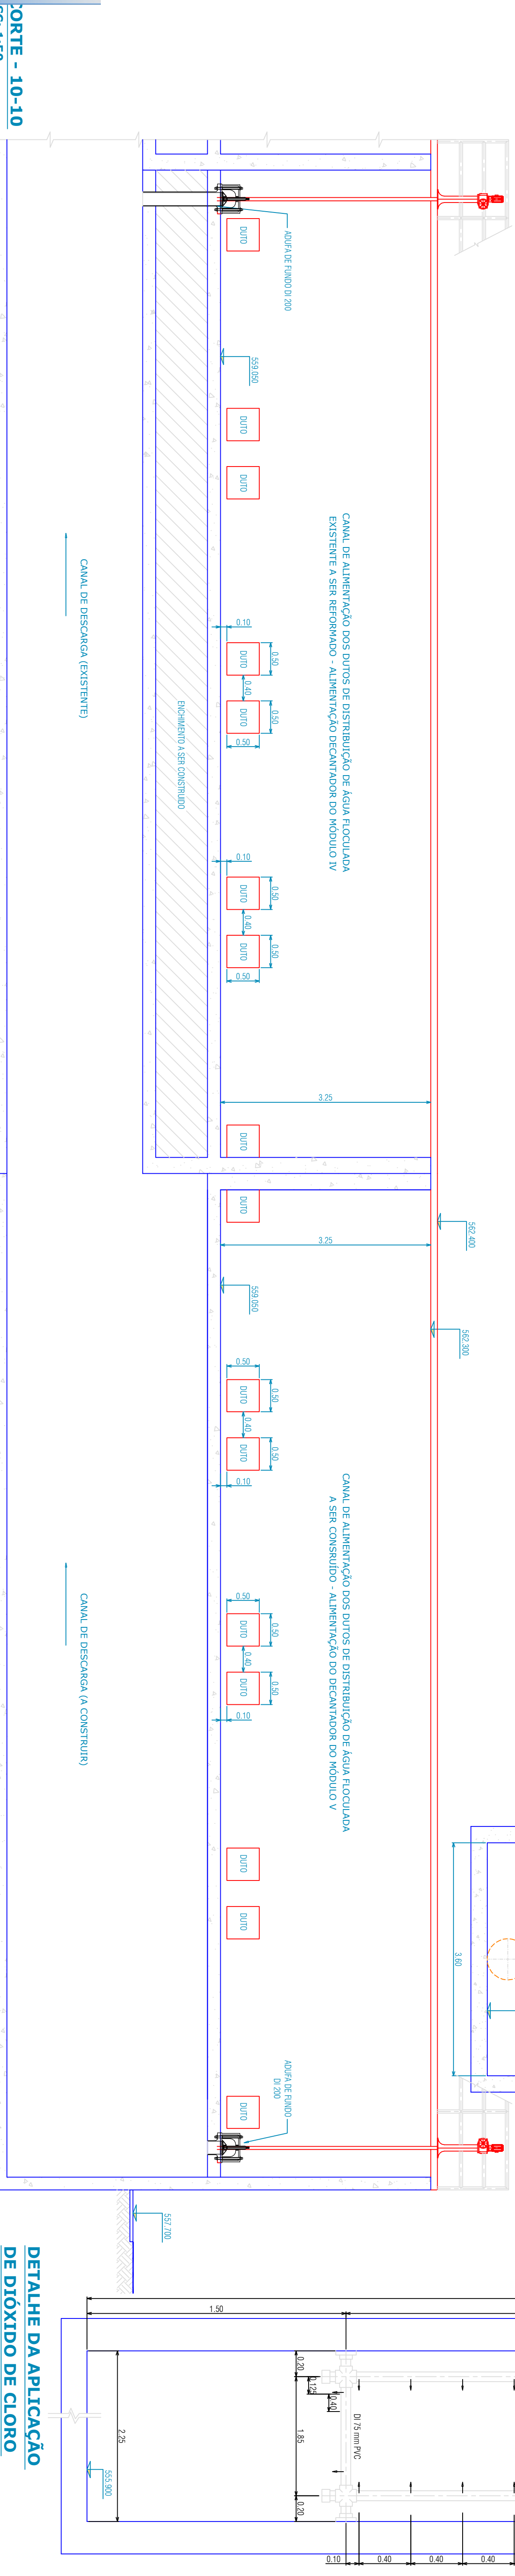 CORTE - 10-10
DUTO
ADUFA DE FUNDO DI 200
559.050
DUTO
DUTO
CANAL DE ALIMENTAÇÃO DOS DUTOS DE DISTRIBUIÇÃO DE ÁGUA FLOCULADA
EXISTENTE A SER REFORMADO - ALIMENTAÇÃO DECANTADOR DO MÓDULO IV
CANAL DE DESCARGA (EXISTENTE)
ENCHIMENTO A SER CONSTRUIDO
0.10
0.50
DUTO
0.40
0.50
DUTO
0.50
0.10
0.50
DUTO
0.40
0.50
DUTO
0.50
3.25
DUTO
DUTO
3.25
562.400
559.050
562.300
0.50
0.50
DUTO
0.40
0.50
DUTO
0.10
CANAL DE ALIMENTAÇÃO DOS DUTOS DE DISTRIBUIÇÃO DE ÁGUA FLOCULADA
A SER CONSRUÍDO - ALIMENTAÇÃO DO DECANTADOR DO MÓDULO V
CANAL DE DESCARGA (A CONSTRUIR)
0.50
0.50
DUTO
0.40
0.50
DUTO
0.10
DUTO
DUTO
3.60
ADUFA DE FUNDO
DI 200
DUTO
557.700
DETALHE DA APLICAÇÃO
DE DIÓXIDO DE CLORO
1.50
0.20
0.125
0.40
1.85
0.20
DI 75 mm PVC
2.25
555.900
0.10
0.40
0.40
0.40